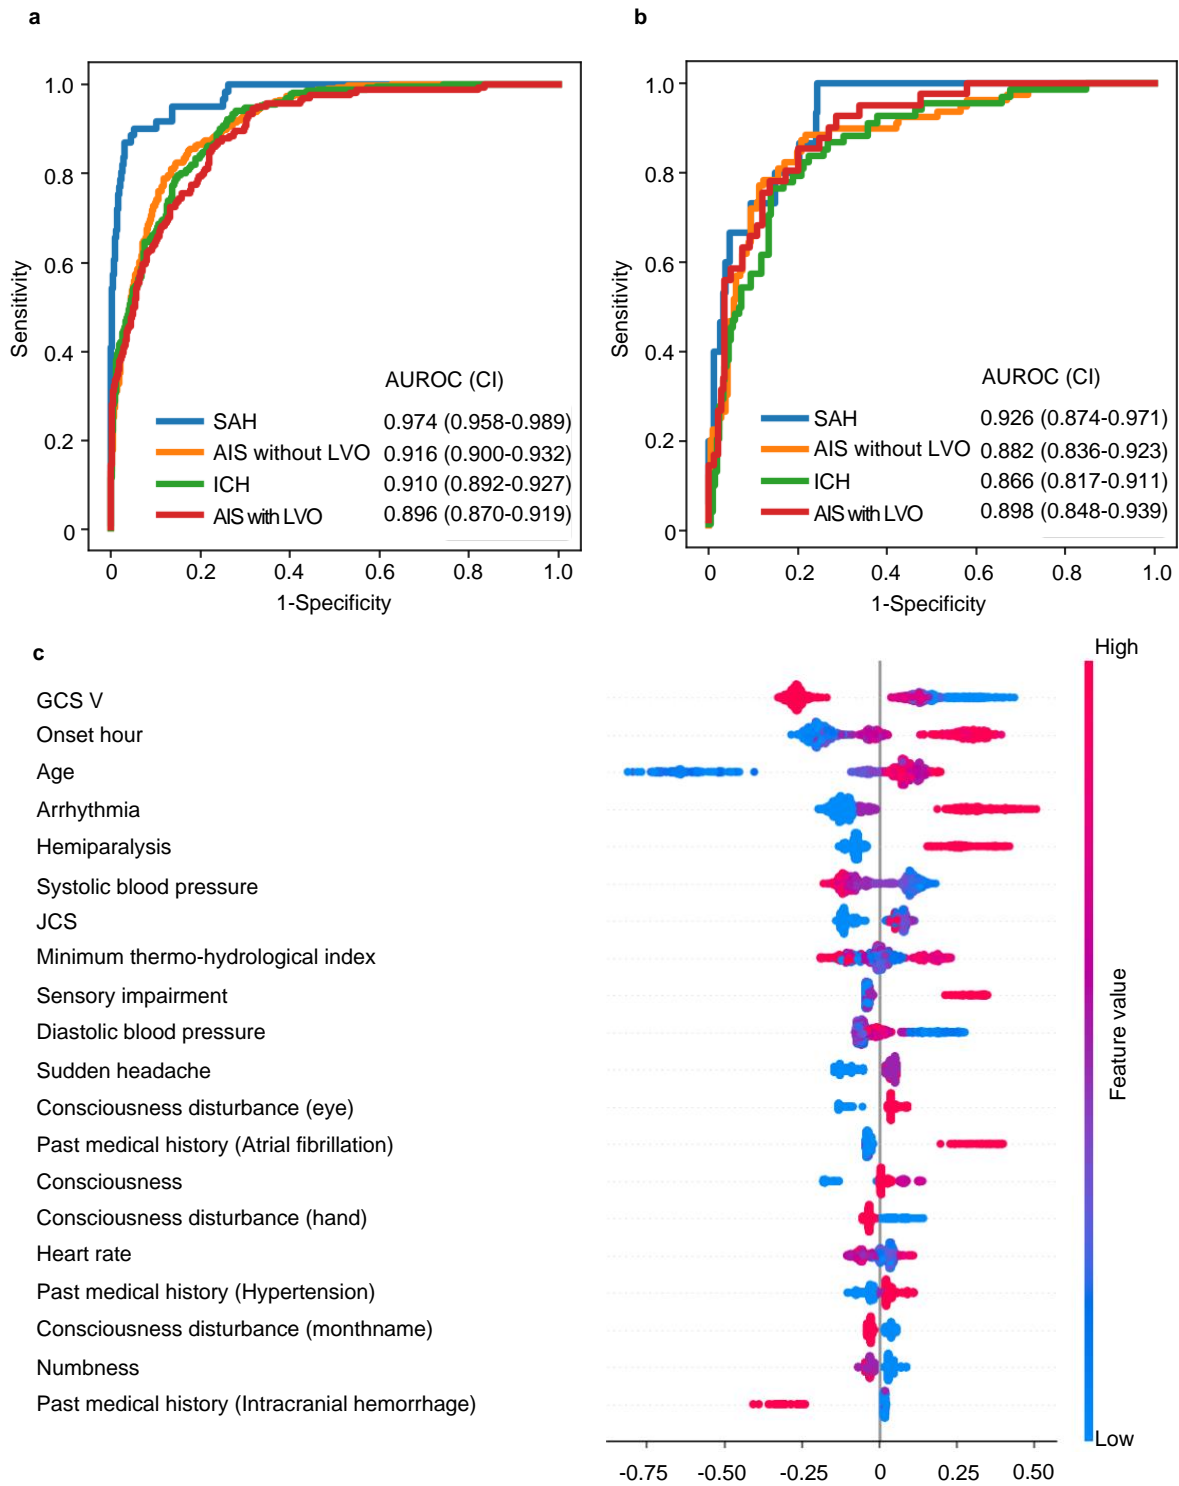 a
1.0
0.8
0.6
0.4
0.2
0
Sensitivity
AUROC (CI)
SAH 0.974 (0.958-0.989)
AIS without LVO 0.916 (0.900-0.932)
ICH 0.910 (0.892-0.927)
AIS with LVO 0.896 (0.870-0.919)
0 0.2 0.4 0.6 0.8 1.0
1-Specificity
b
1.0
0.8
0.6
0.4
0.2
0
Sensitivity
AUROC (CI)
SAH 0.926 (0.874-0.971)
AIS without LVO 0.882 (0.836-0.923)
ICH 0.866 (0.817-0.911)
AIS with LVO 0.898 (0.848-0.939)
0 0.2 0.4 0.6 0.8 1.0
1-Specificity
c
GCS V
Onset hour
Age
Arrhythmia
Hemiparalysis
Systolic blood pressure
JCS
Minimum thermo-hydrological index
Sensory impairment
Diastolic blood pressure
Sudden headache
Consciousness disturbance (eye)
Past medical history (Atrial fibrillation)
Consciousness
Consciousness disturbance (hand)
Heart rate
Past medical history (Hypertension)
Consciousness disturbance (monthname)
Numbness
Past medical history (Intracranial hemorrhage)
-0.75 -0.50 -0.25 0 0.25 0.50
High
Feature value
Low